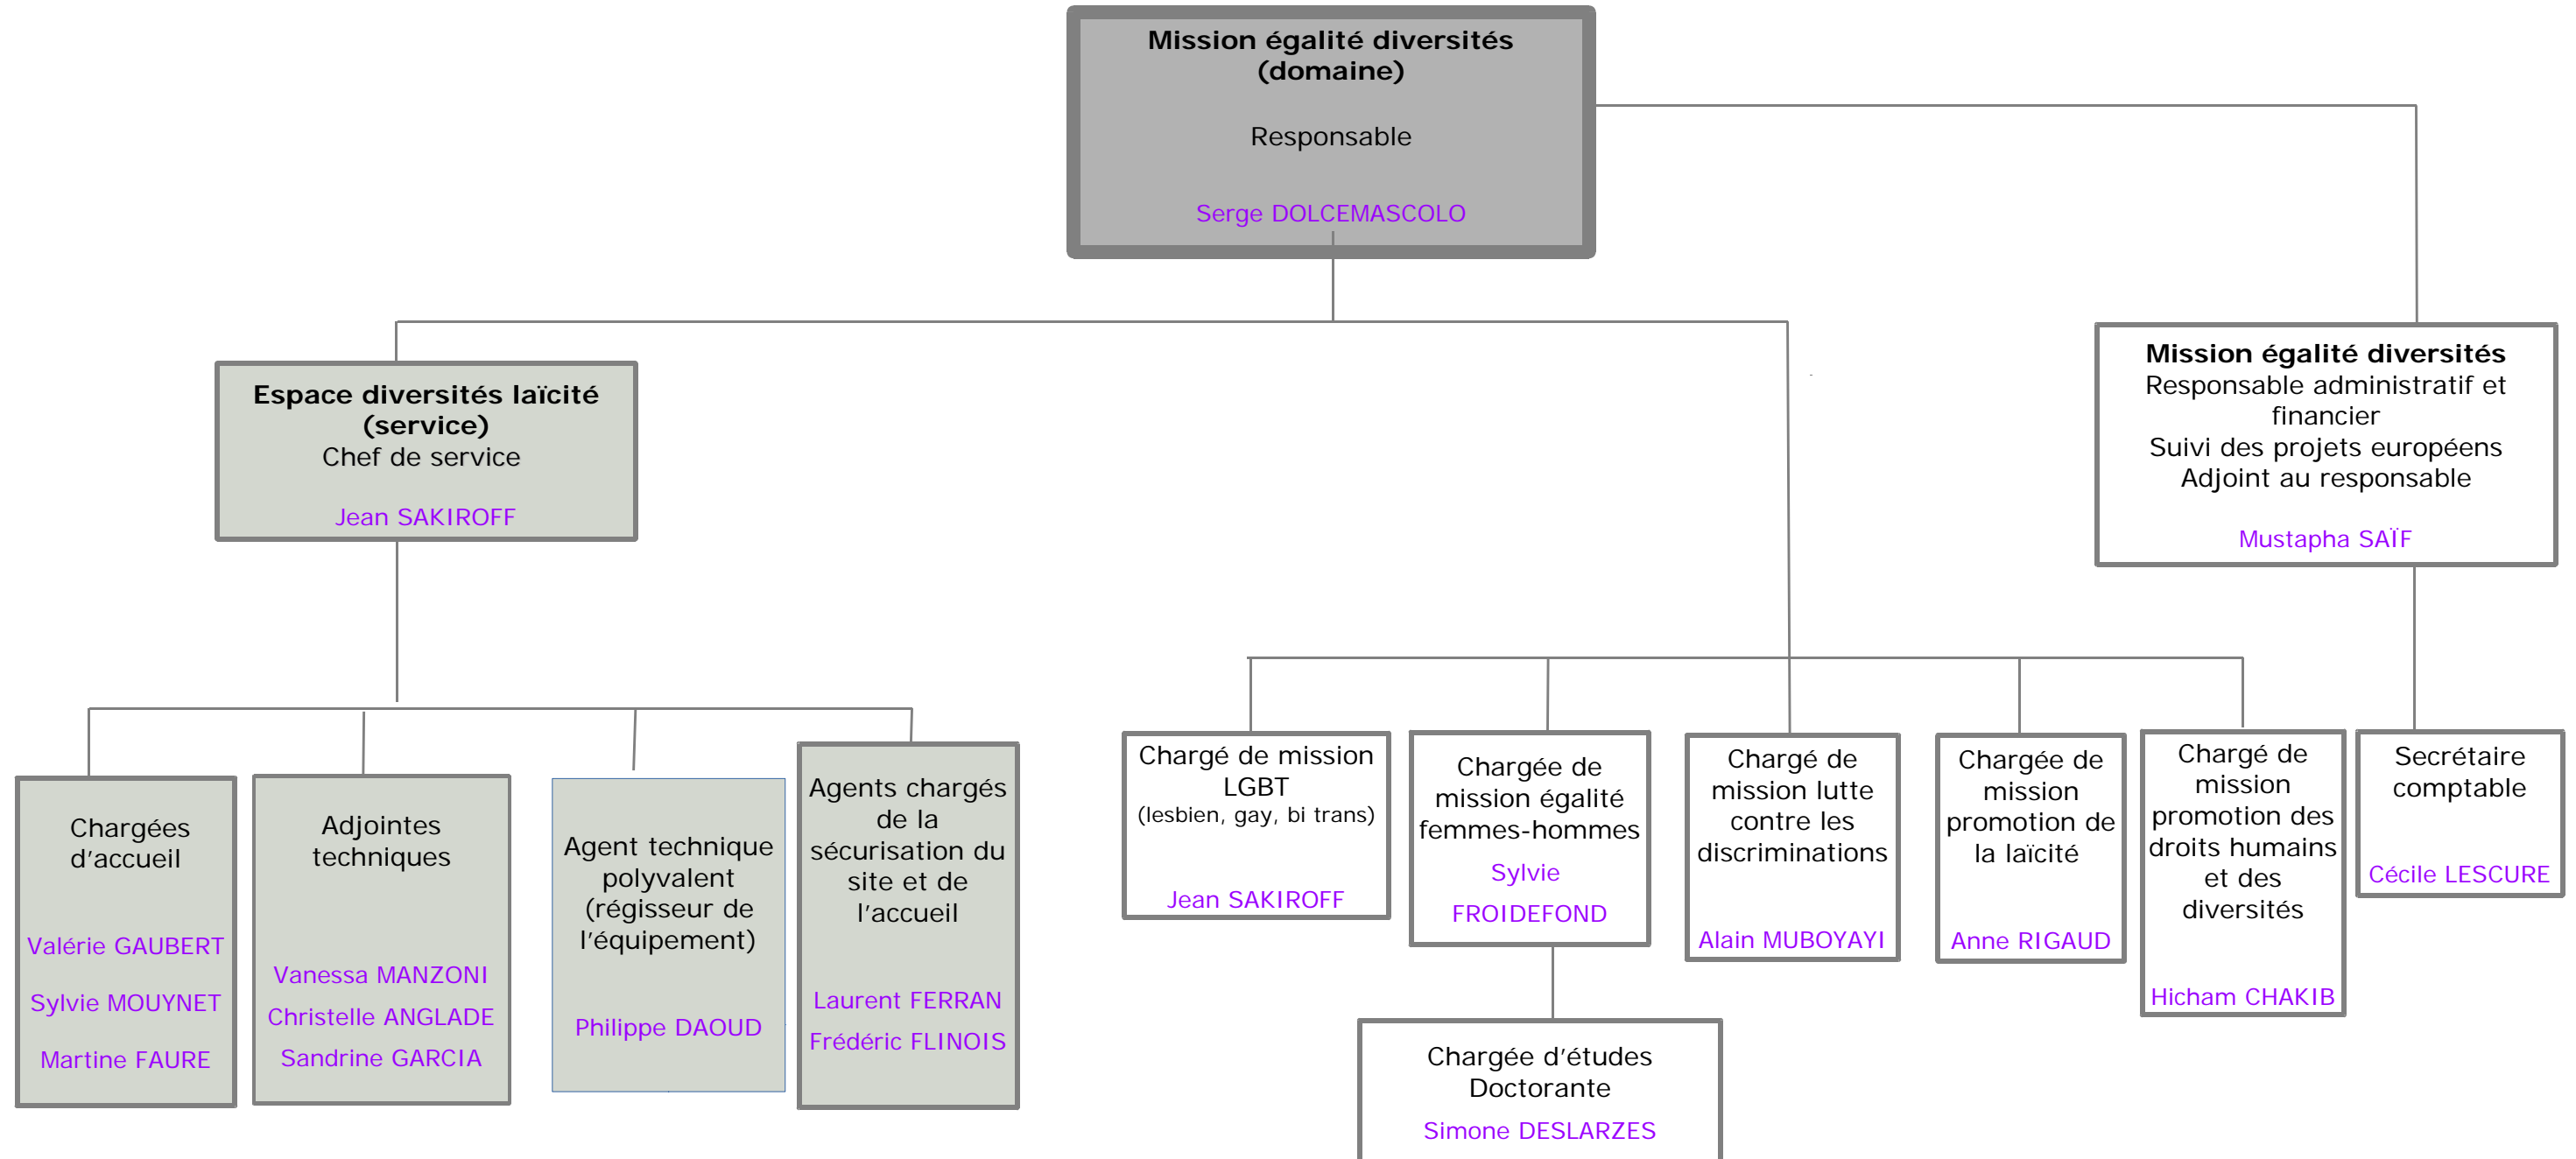 Mission égalité diversités
(domaine)
Responsable
Serge DOLCEMASCOLO
Espace diversités laïcité
(service)
Chef de service
Jean SAKIROFF
Mission égalité diversités
Responsable administratif et
financier
Suivi des projets européens
Adjoint au responsable
Mustapha SAÏF
Chargées
d'accueil
Valérie GAUBERT
Sylvie MOUYNET
Martine FAURE
Adjointes
techniques
Vanessa MANZONI
Christelle ANGLADE
Sandrine GARCIA
Agent technique
polyvalent
(régisseur de
l'équipement)
Philippe DAOUD
Agents chargés
de la
sécurisation du
site et de
l'accueil
Laurent FERRAN
Frédéric FLINOIS
Chargé de mission
LGBT
(lesbien, gay, bi trans)
Jean SAKIROFF
Chargée de
mission égalité
femmes-hommes
Sylvie
FROIDEFOND
Chargée d'études
Doctorante
Simone DESLARZES
Chargé de
mission lutte
contre les
discriminations
Alain MUBOYAYI
Chargée de
mission
promotion de
la laïcité
Anne RIGAUD
Chargé de
mission
promotion des
droits humains
et des
diversités
Hicham CHAKIB
Secrétaire
comptable
Cécile LESCURE